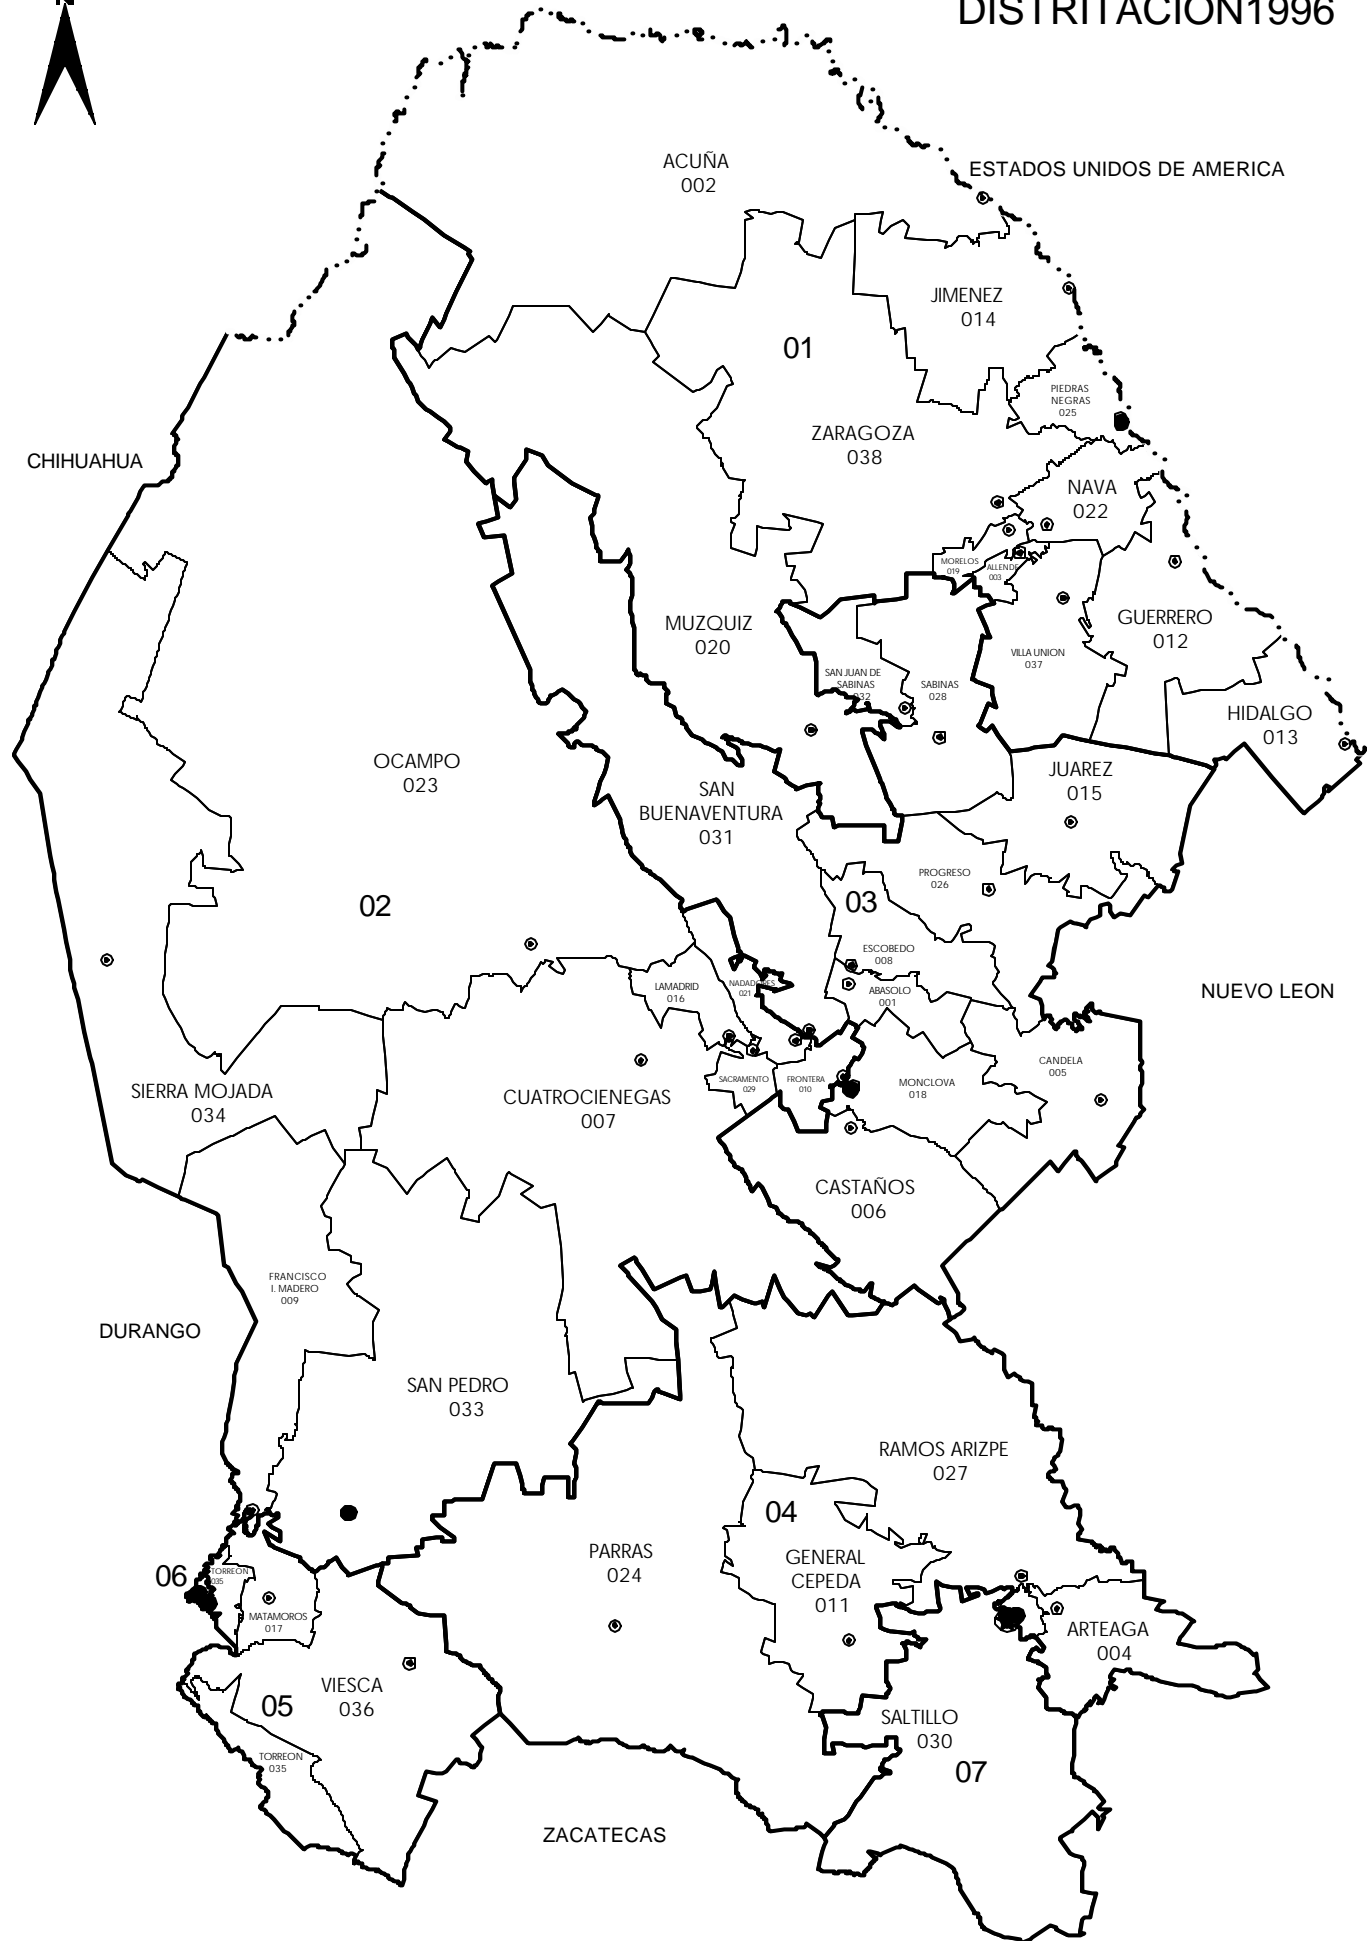 N
DISTRITACION1996
ACUÑA
002
ESTADOS UNIDOS DE AMERICA
JIMENEZ
014
01
PIEDRAS
NEGRAS
025
ZARAGOZA
038
CHIHUAHUA
NAVA
022
MORELOS
019
ALLENDE
003
GUERRERO
012
MUZQUIZ
020
VILLA UNION
037
SAN JUAN DE
SABINAS
032
SABINAS
028
HIDALGO
013
OCAMPO
023
JUAREZ
015
SAN
BUENAVENTURA
031
PROGRESO
026
02
03
ESCOBEDO
008
LAMADRID
016
NADADORES
021
ABASOLO
001
NUEVO LEON
CANDELA
005
SIERRA MOJADA
034
CUATROCIENEGAS
007
SACRAMENTO
029
FRONTERA
010
MONCLOVA
018
CASTAÑOS
006
FRANCISCO
I. MADERO
009
DURANGO
SAN PEDRO
033
RAMOS ARIZPE
027
04
PARRAS
024
GENERAL
CEPEDA
011
06
TORREON
035
MATAMOROS
017
ARTEAGA
004
VIESCA
036
05
SALTILLO
030
TORREON
035
07
ZACATECAS